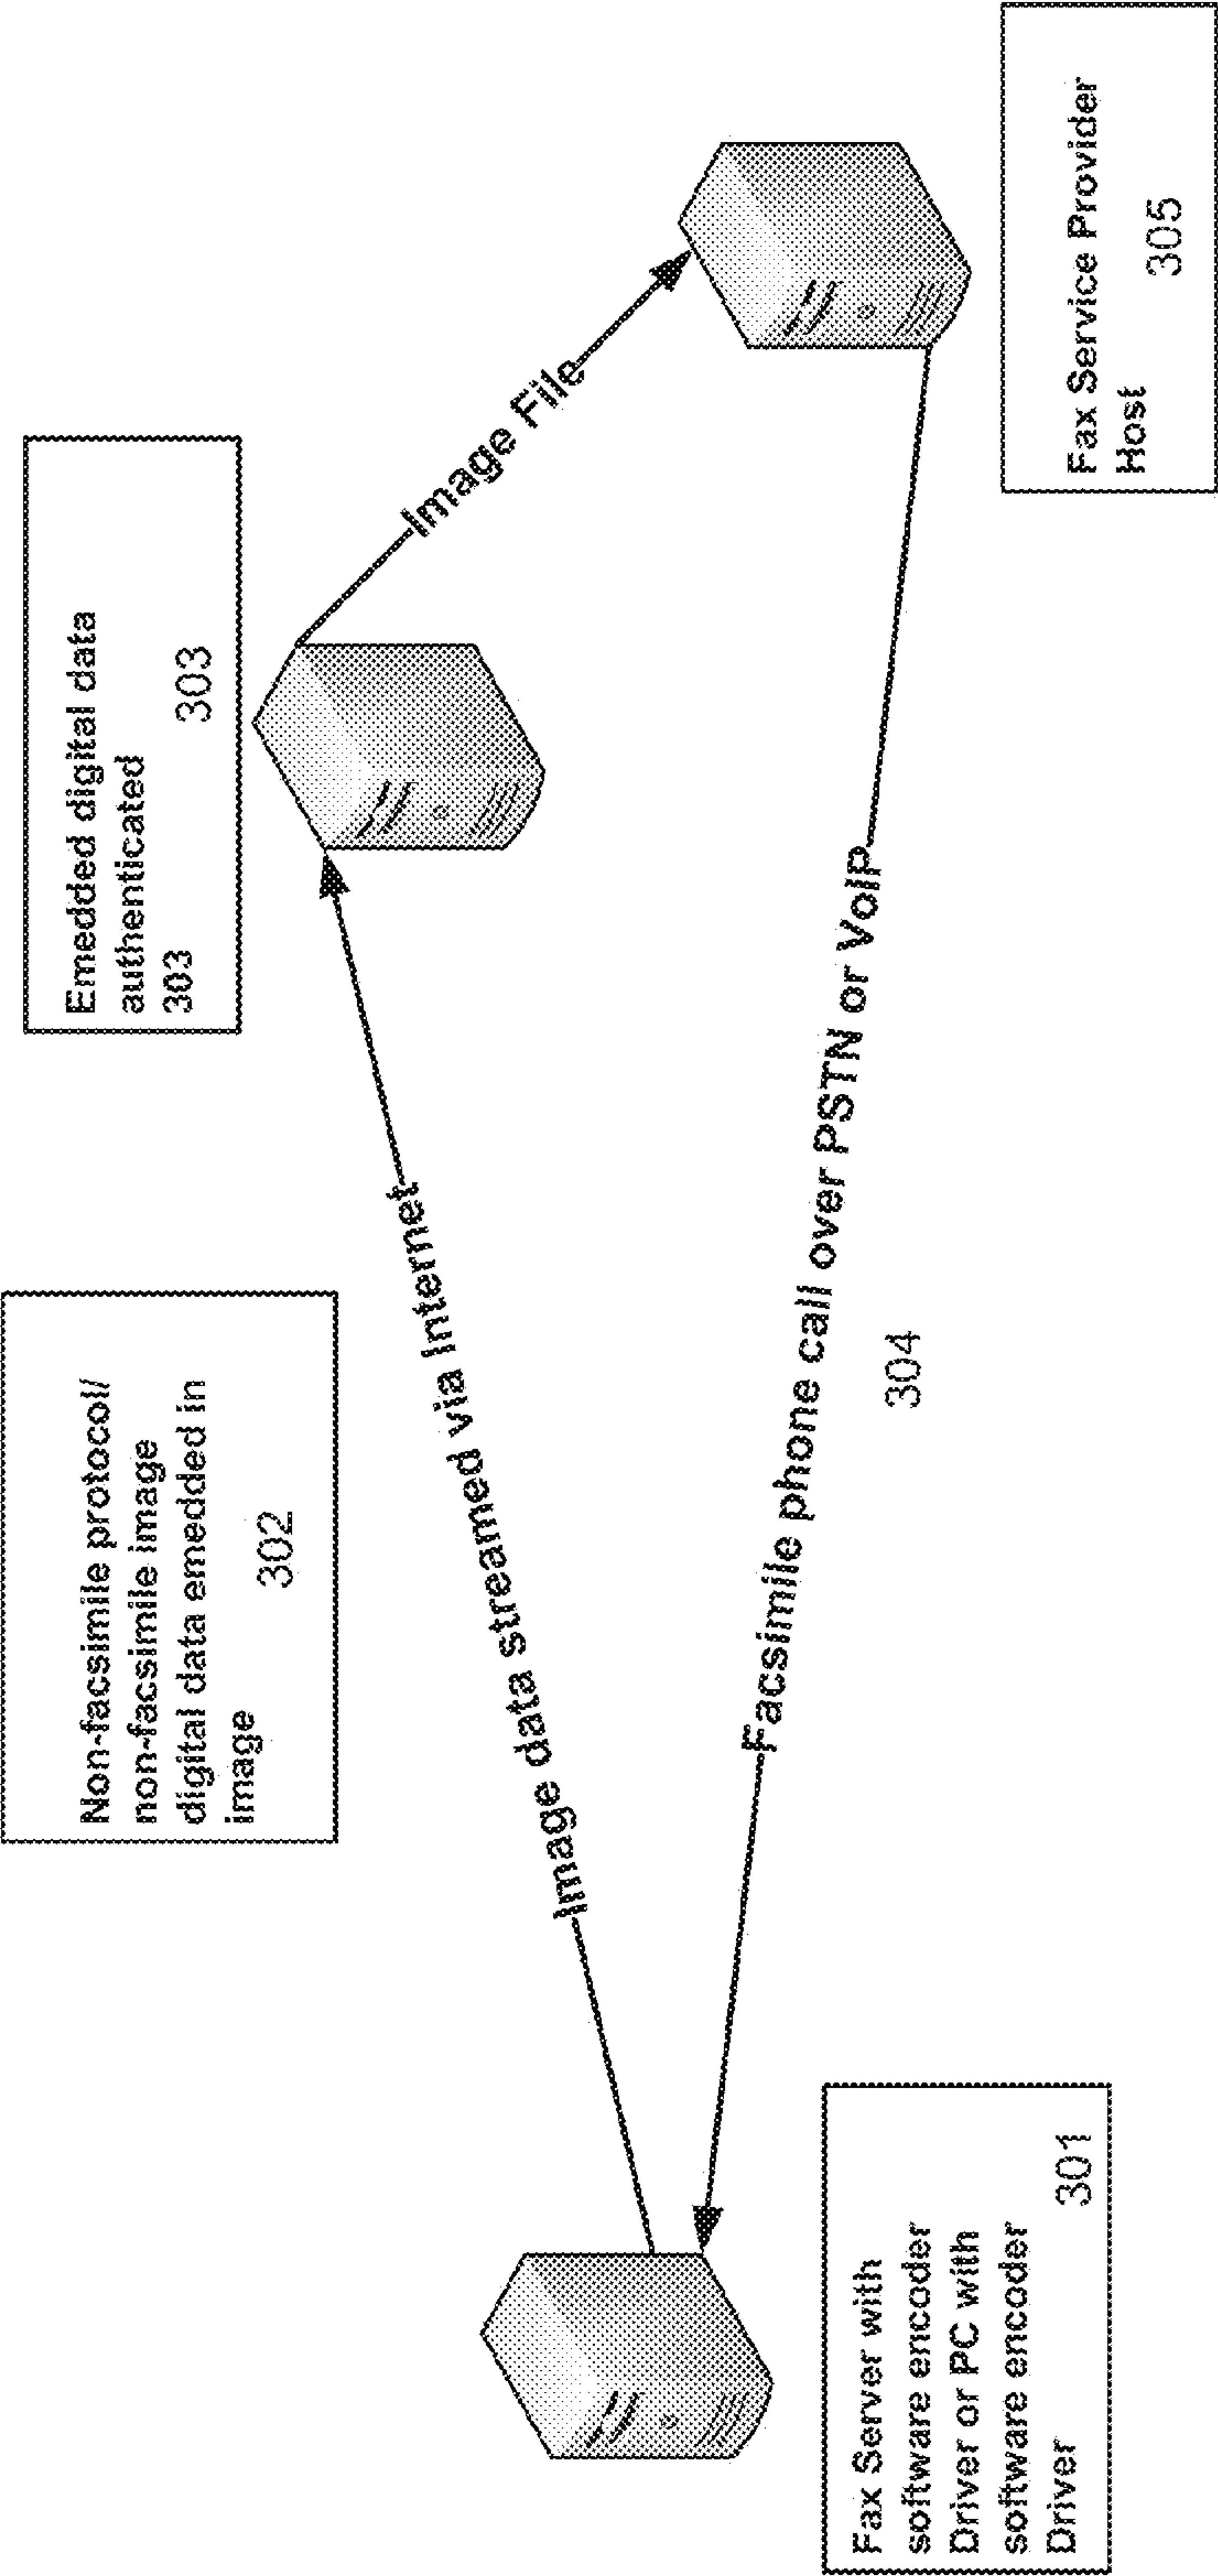 Non-facsimile protocol/
non-facsimile image
digital data emedded in
image
302
Emedded digital data
authenticated
303
303
Image data streamed via Internet
Image File
Facsimile phone call over PSTN or VoIP
304
Fax Server with
software encoder
Driver or PC with
software encoder
Driver
301
Fax Service Provider
Host
305